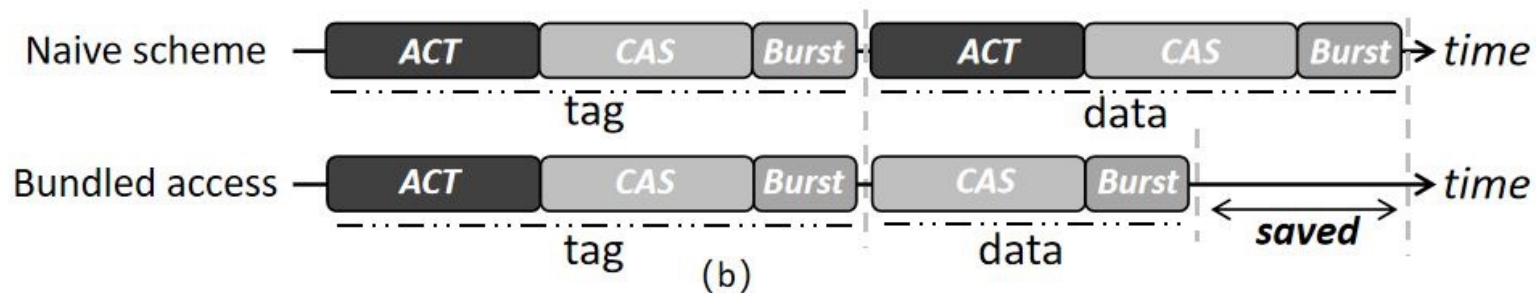 Naive scheme ACT CAS Burst ACT CAS Burst time
tag data
Bundled access ACT CAS Burst CAS Burst time
saved
tag data
(b)